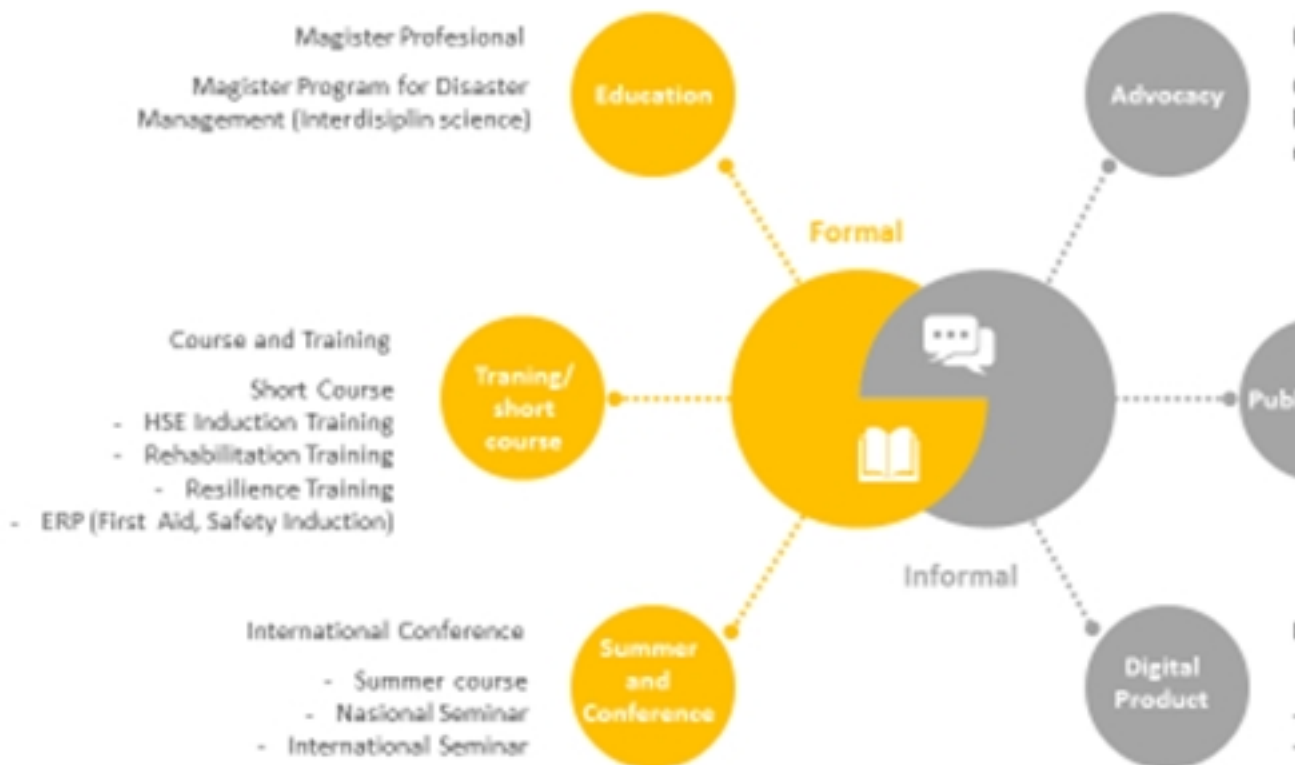 Magister Profesional
Magister Program for Disaster
Management (Interdisiplin science)
Education
Advocacy
Formal
Course and Training
Short Course
- HSE Induction Training
- Rehabilitation Training
- Resilience Training
- ERP (First Aid, Safety Induction)
Traning/
short
course
Informal
International Conference
- Summer course
- Nasional Seminar
- International Seminar
Summer
and
Conference
Digital
Product